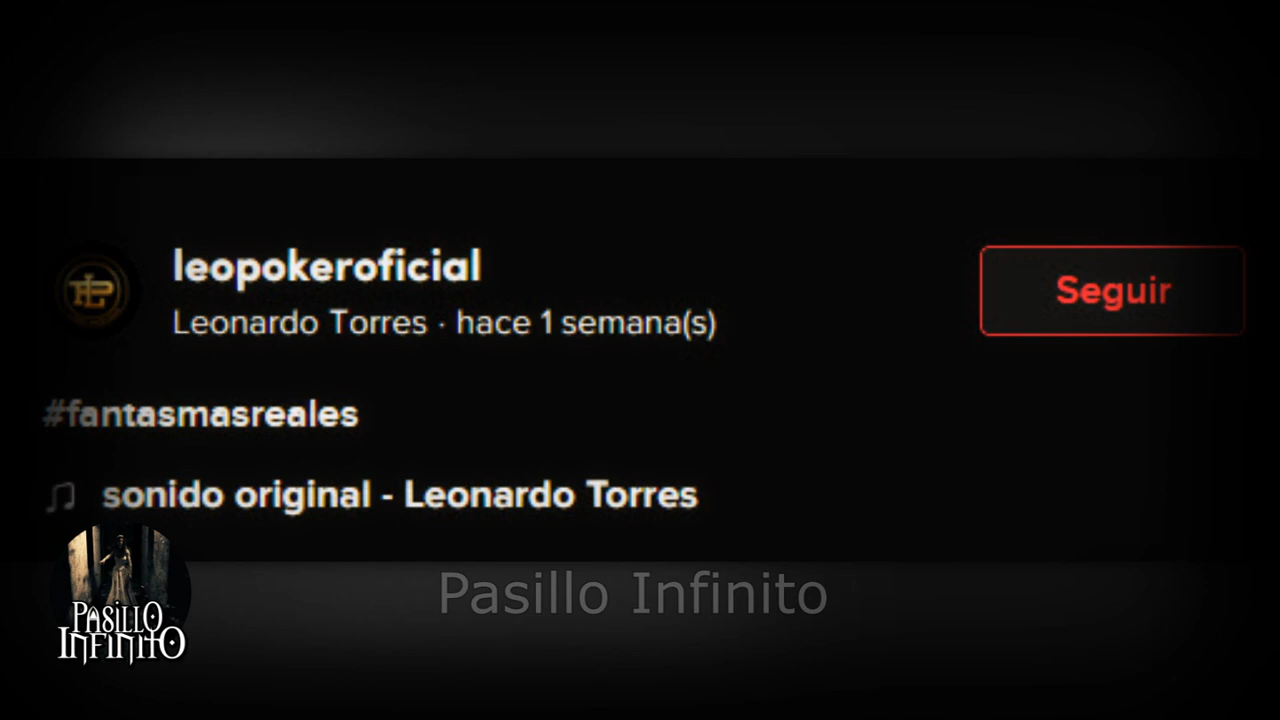 leopokeroficial
Leonardo Torres · hace 1 semana(s)
Seguir
#fantasmasreales
sonido original - Leonardo Torres
Pasillo Infinito
PASILLO
INFINITO